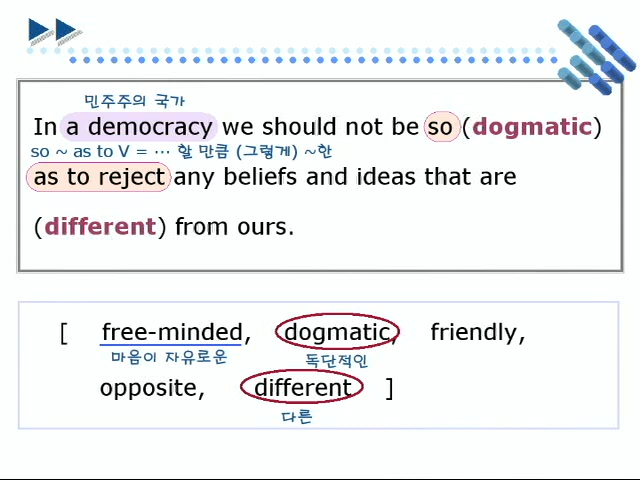 민주주의 국가
In a democracy we should not be so (dogmatic)
so ~ as to V = … 할 만큼 (그렇게) ~한
as to reject any beliefs and ideas that are
(different) from ours.
[ free-minded, dogmatic, friendly,
마음이 자유로운 독단적인
opposite, different ]
다른